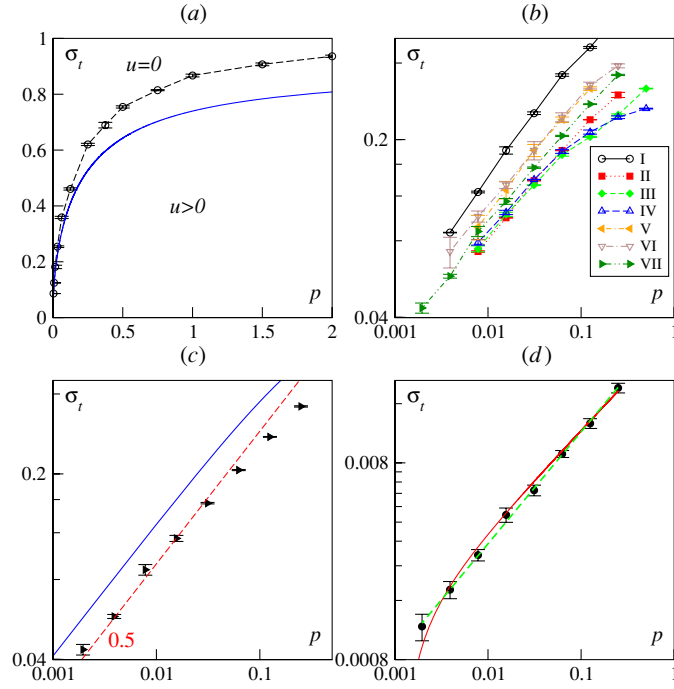 (a)
σt
u=0
u>0
p
1
0.8
0.6
0.4
0.2
0
0 0.5 1 1.5 2
(b)
σt
0.2
0.04
I
II
III
IV
V
VI
VII
p
0.001 0.01 0.1 1
(c)
σt
0.2
0.04
0.5
p
0.01 0.1
(d)
σt
0.008
0.0008
p
0.001 0.01 0.1 1